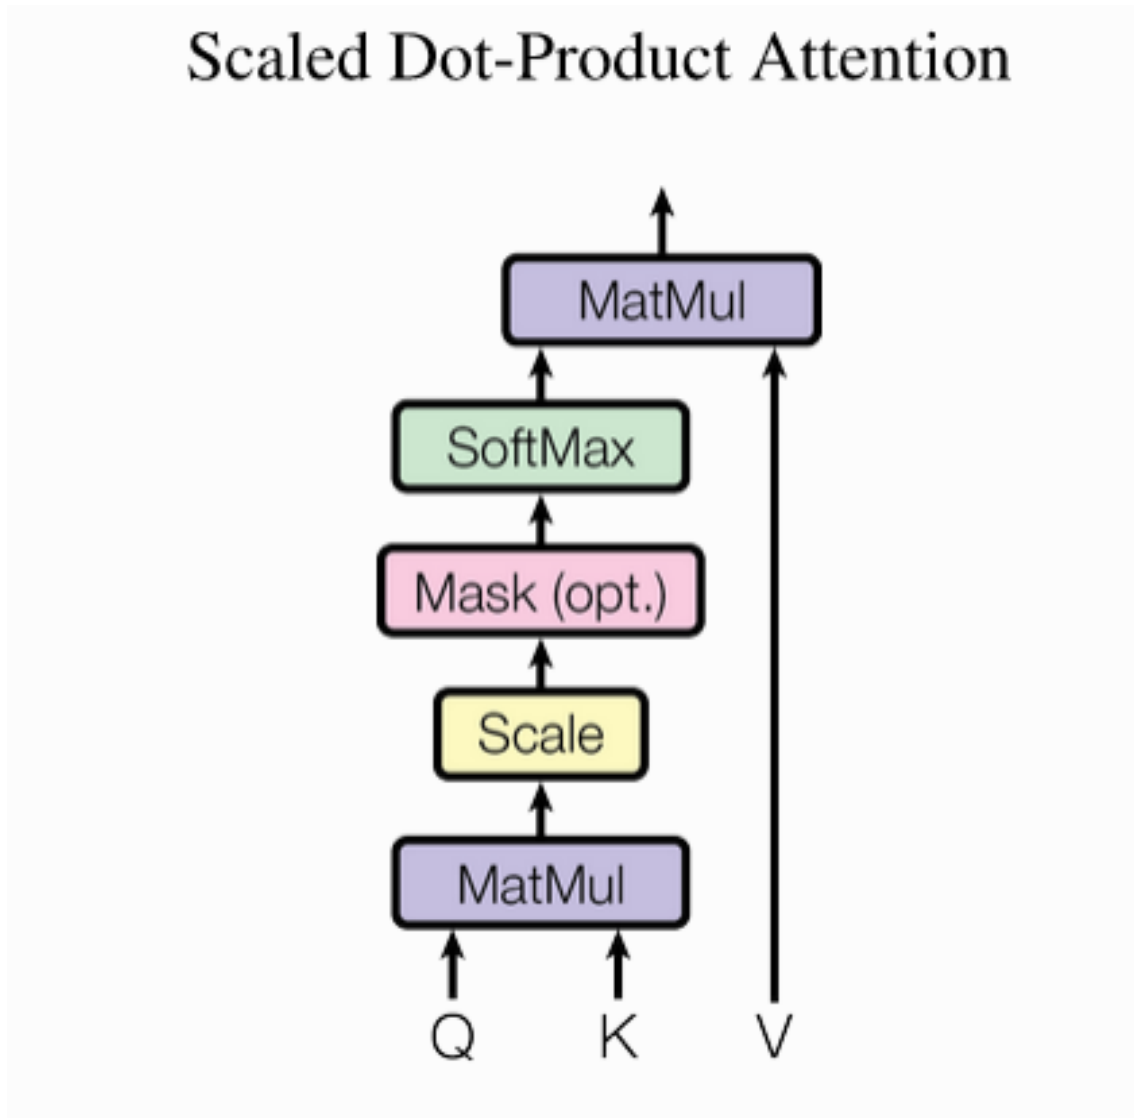 Scaled Dot-Product Attention
MatMul
SoftMax
Mask (opt.)
Scale
MatMul
Q K V